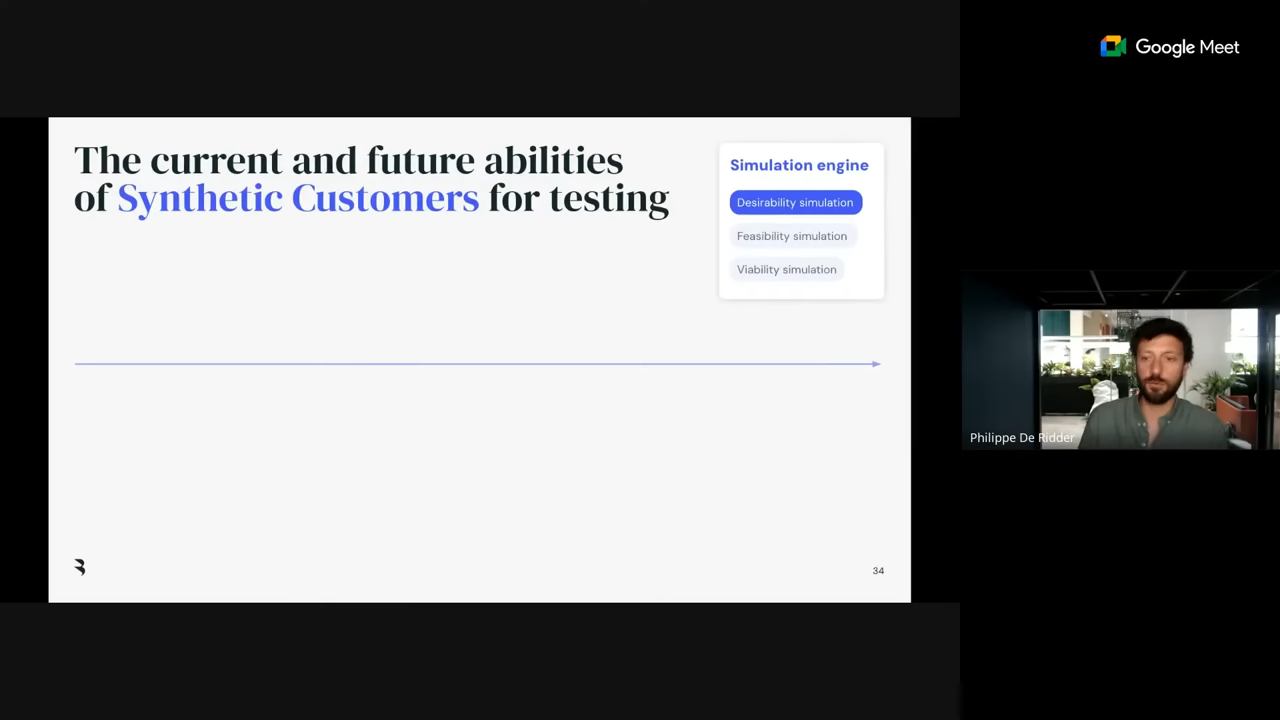 Google Meet
The current and future abilities
of Synthetic Customers for testing
Simulation engine
Desirability simulation
Feasibility simulation
Viability simulation
Philippe De Ridder
34